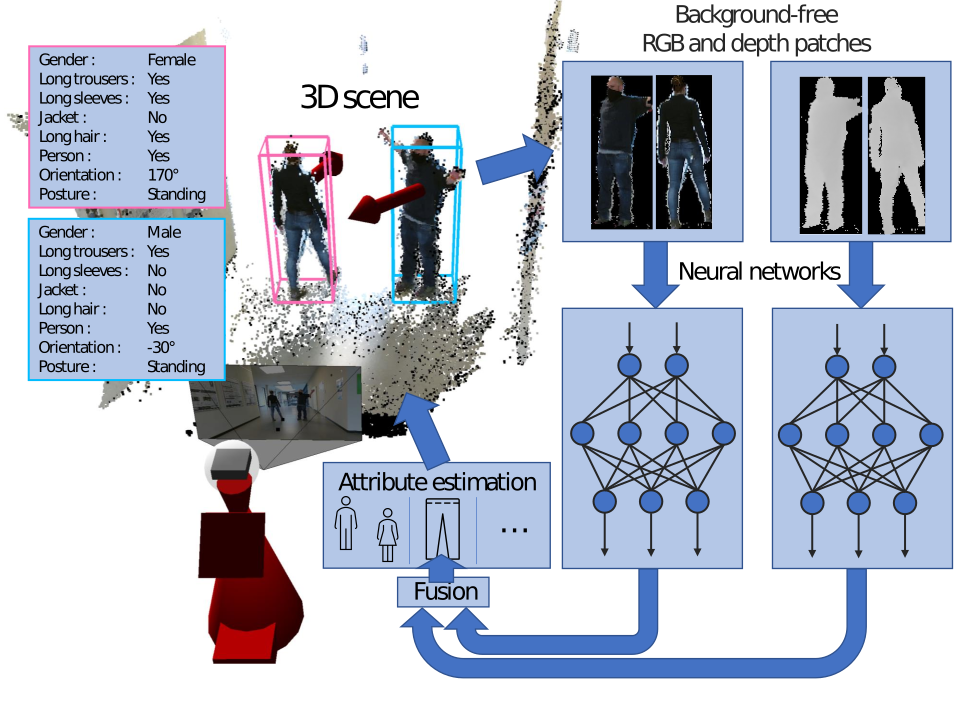 Background-free
RGB and depth patches
Gender : Female
Long trousers : Yes
Long sleeves : Yes
Jacket : No
Long hair : Yes
Person : Yes
Orientation : 170°
Posture : Standing
3D scene
Gender : Male
Long trousers : Yes
Long sleeves : No
Jacket : No
Long hair : No
Person : Yes
Orientation : -30°
Posture : Standing
Neural networks
Attribute estimation
...
Fusion